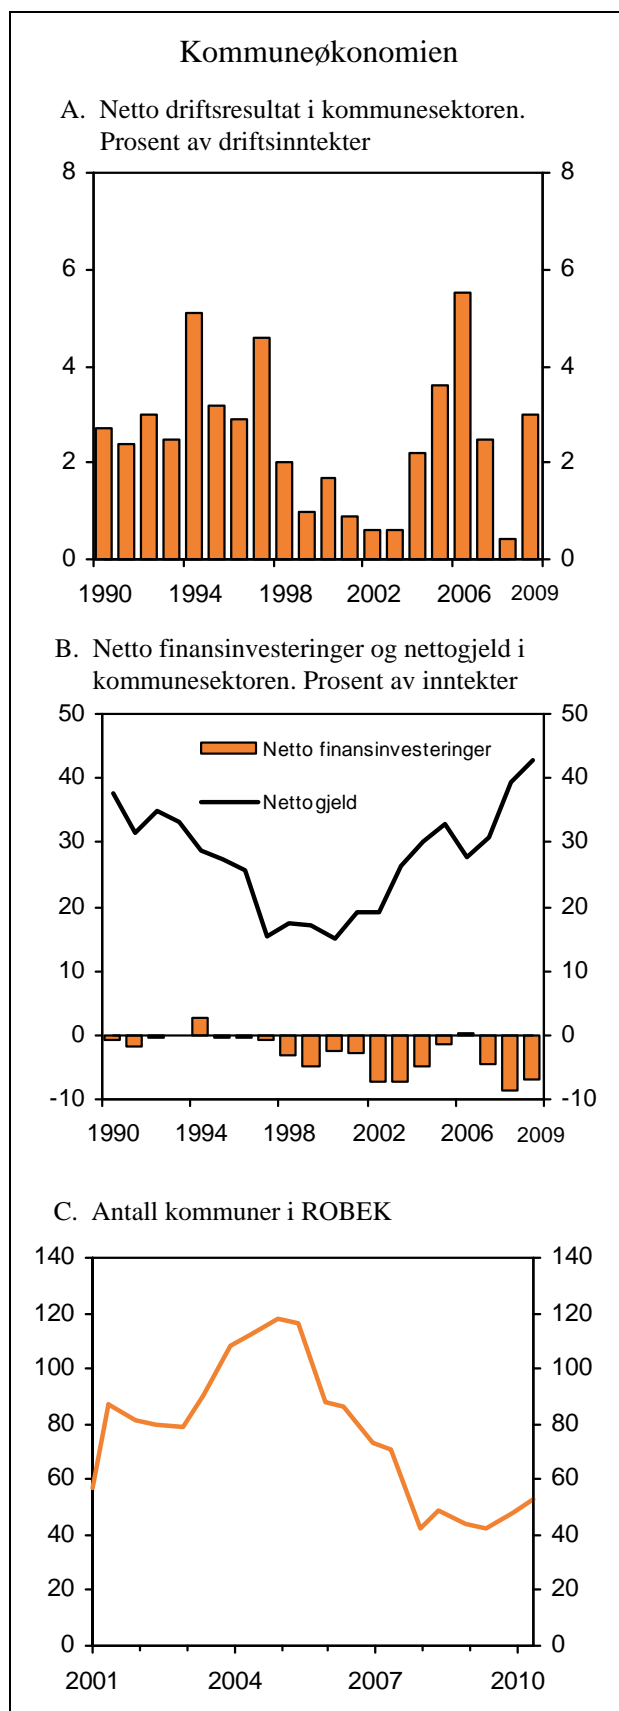 Kommuneøkonomien
A. Netto driftsresultat i kommunesektoren.
Prosent av driftsinntekter
8 8
6 6
4 4
2 2
0 0
1990 1994 1998 2002 2006 2009
B. Netto finansinvesteringer og nettogjeld i
kommunesektoren. Prosent av inntekter
50 50
Netto finansinvesteringer
40 40
Nettogjeld
30 30
20 20
10 10
0 0
-10 -10
1990 1994 1998 2002 2006 2009
C. Antall kommuner i ROBEK
140 140
120 120
100 100
80 80
60 60
40 40
20 20
0 0
2001 2004 2007 2010